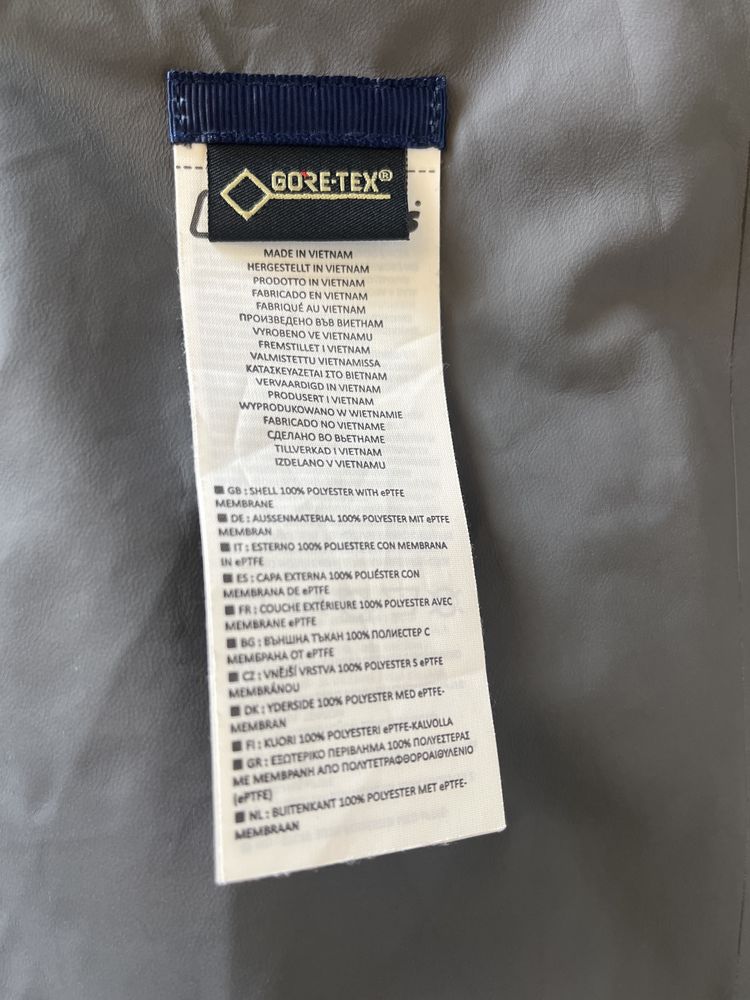 GORE-TEX®
MADE IN VIETNAM
HERGESTELLT IN VIETNAM
PRODOTTO IN VIETNAM
FABRICADO EN VIETNAM
FABRIQUÉ AU VIETNAM
ПРОИЗВЕДЕНО ВЪВ ВИЕТНАМ
VYROBENO VE VIETNAMU
FREMSTILLET I VIETNAM
VALMISTETTU VIETNAMISSA
ΚΑΤΑΣΚΕΥΑΖΕΤΑΙ ΣΤΟ ΒΙΕΤΝΑΜ
VERVAARDIGD IN VIETNAM
PRODUSERT I VIETNAM
WYPRODUKOWANO W WIETNAMIE
FABRICADO NO VIETNAME
СДЕЛАНО ВО ВЬЕТНАМЕ
TILLVERKAD I VIETNAM
IZDELANO V VIETNAMU
■ GB : SHELL 100% POLYESTER WITH ePTFE
MEMBRANE
■ DE : AUSSENMATERIAL 100% POLYESTER MIT ePTFE
MEMBRAN
■ IT : ESTERNO 100% POLIESTERE CON MEMBRANA
IN ePTFE
■ ES : CAPA EXTERNA 100% POLIÉSTER CON
MEMBRANA DE ePTFE
■ FR : COUCHE EXTÉRIEURE 100% POLYESTER AVEC
MEMBRANE ePTFE
■ BG : ВЪНШНА ТЪКАН 100% ПОЛИЕСТЕР С
МЕМБРАНА ОТ ePTFE
■ CZ : VNĚJŠÍ VRSTVA 100% POLYESTER S ePTFE
MEMBRÁNOU
■ DK : YDERSIDE 100% POLYESTER MED ePTFE-
MEMBRAN
■ FI : KUORI 100% POLYESTERI ePTFE-KALVOLLA
■ GR : ΕΞΩΤΕΡΙΚΟ ΠΕΡΙΒΛΗΜΑ 100% ΠΟΛΥΕΣΤΕΡΑΣ
ΜΕ ΜΕΜΒΡΑΝΗ ΑΠΟ ΠΟΛΥΤΕΤΡΑΦΘΟΡΟΑΙΘΥΛΕΝΙΟ
(ePTFE)
■ NL : BUITENKANT 100% POLYESTER MET ePTFE-
MEMBRAAN